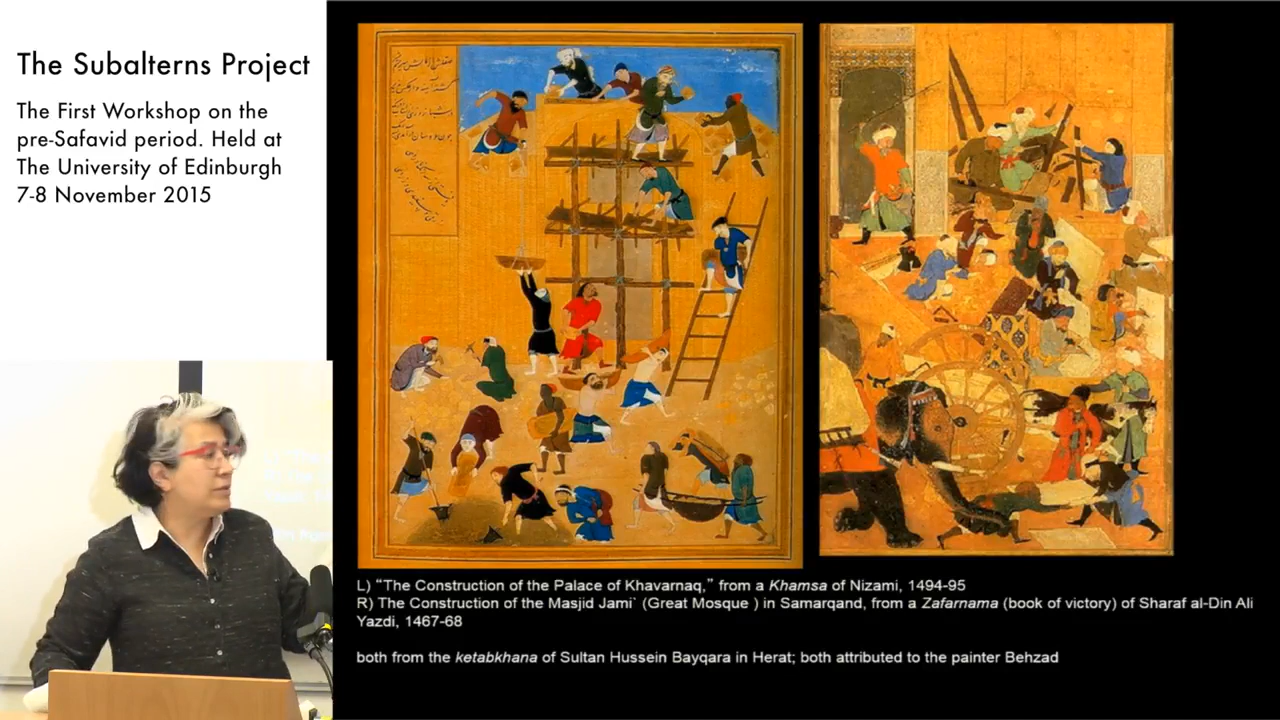 The Subalterns Project
The First Workshop on the
pre-Safavid period. Held at
The University of Edinburgh
7-8 November 2015
L) “The Construction of the Palace of Khavarnaq,” from a Khamsa of Nizami, 1494-95
R) The Construction of the Masjid Jami` (Great Mosque ) in Samarqand, from a Zafarnama (book of victory) of Sharaf al-Din Ali
Yazdi, 1467-68
both from the ketabkhana of Sultan Hussein Bayqara in Herat; both attributed to the painter Behzad